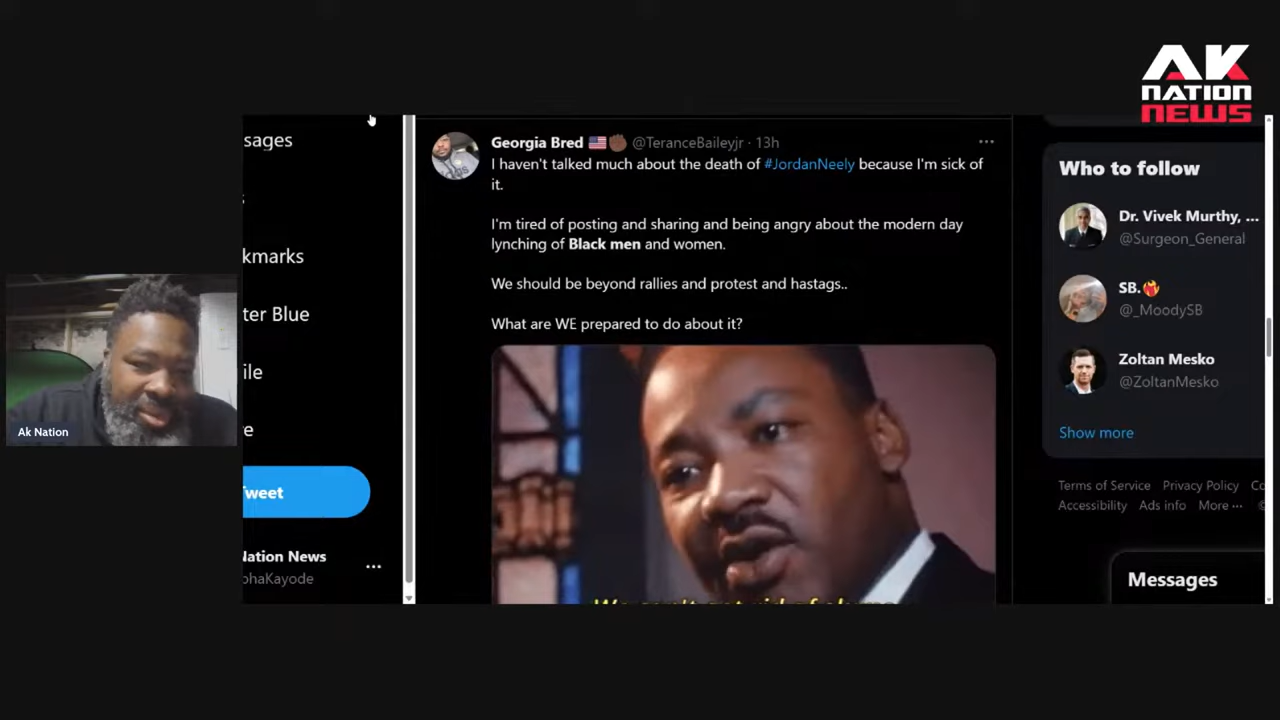 AK
NATION
NEWS
sages
kmarks
ter Blue
ile
e
Tweet
Nation News
phaKayode
Ak Nation
Georgia Bred @TeranceBaileyjr · 13h
I haven't talked much about the death of #JordanNeely because I'm sick of
it.
I'm tired of posting and sharing and being angry about the modern day
lynching of Black men and women.
We should be beyond rallies and protest and hastags..
What are WE prepared to do about it?
Who to follow
Dr. Vivek Murthy, ...
@Surgeon_General
SB.
@_MoodySB
Zoltan Mesko
@ZoltanMesko
Show more
Terms of Service Privacy Policy Co
Accessibility Ads info More ···
Messages